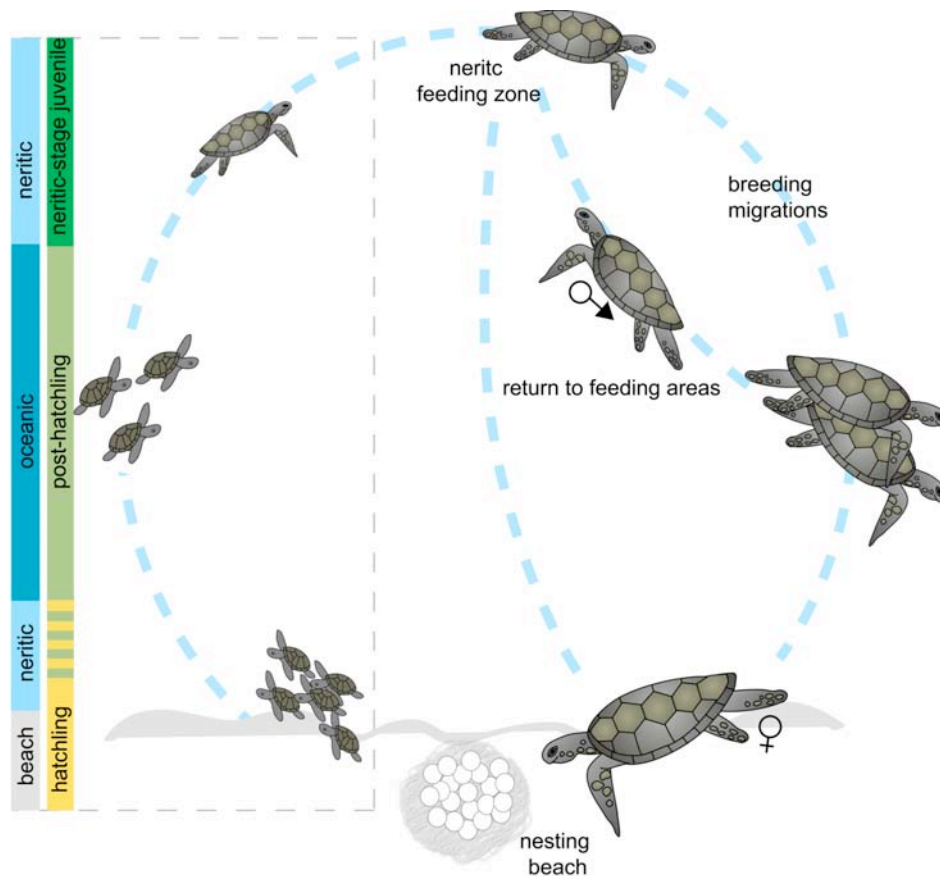 neritic
oceanic
neritic
beach
neritic-stage juvenile
post-hatchling
hatchling
neritc
feeding zone
breeding
migrations
return to feeding areas
nesting
beach